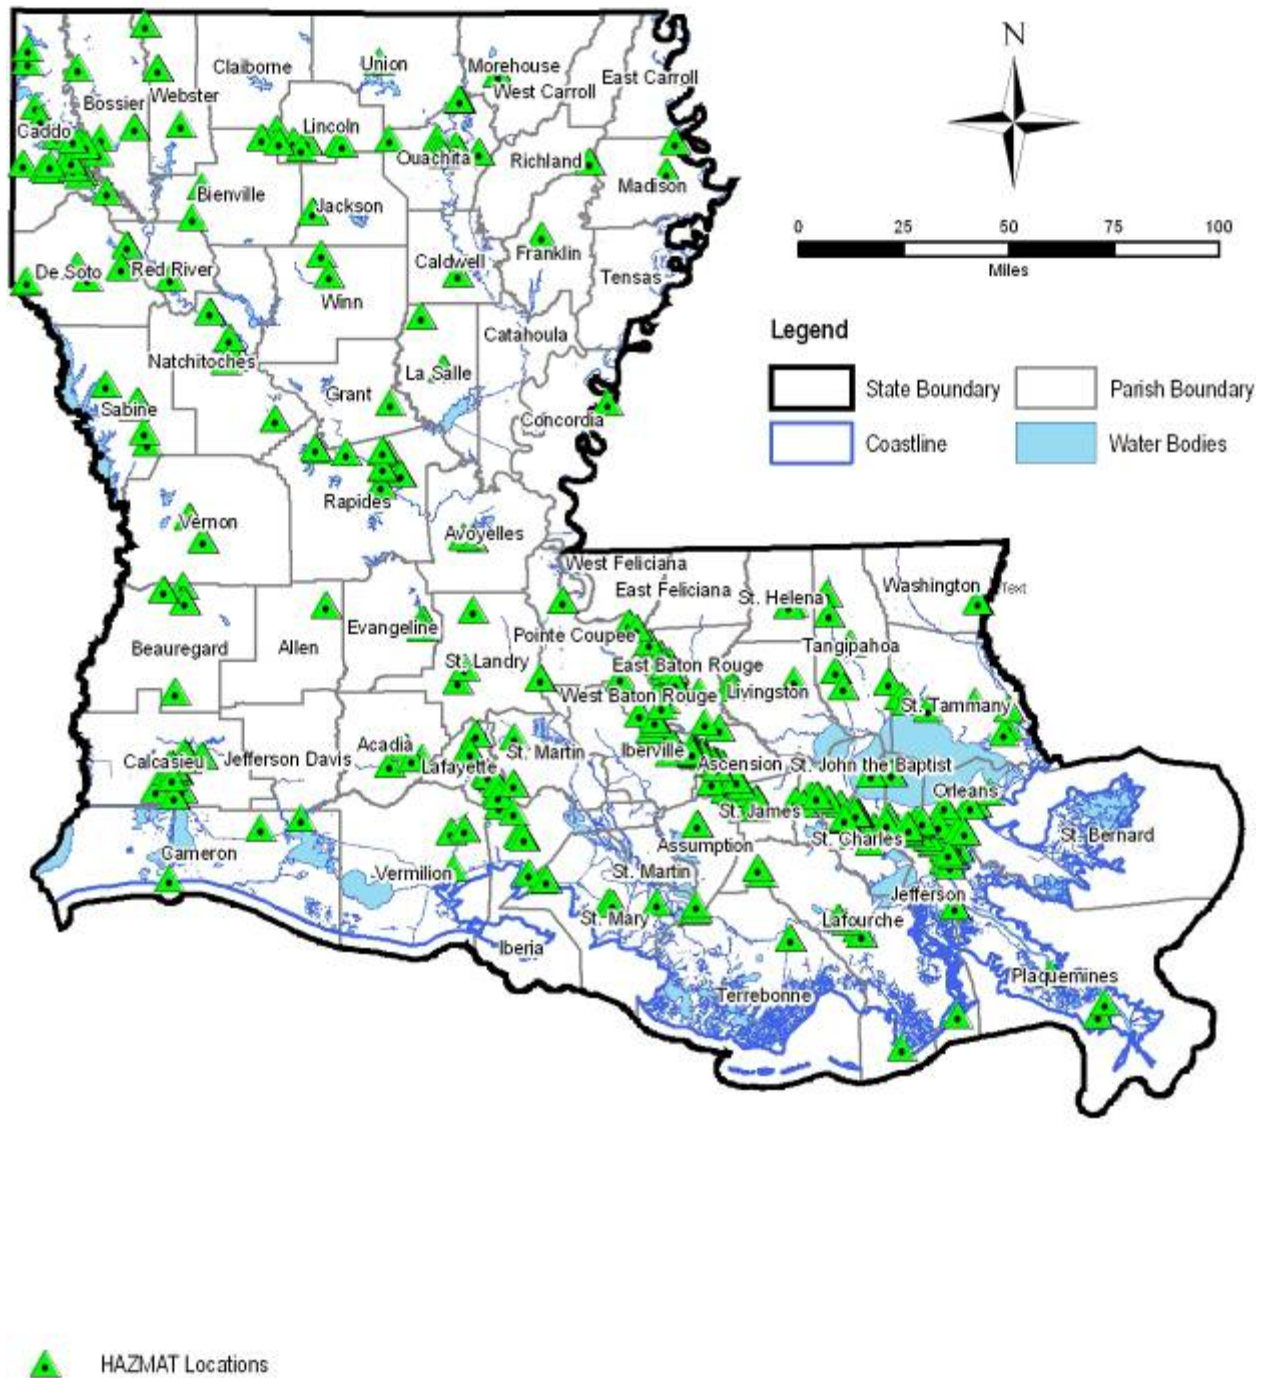 N
Claiborne
Union
Morehouse
East Carroll
West Carroll
Webster
Bossier
Caddo
Lincoln
Ouachita
Richland
Madison
Bienville
Jackson
0 25 50 75 100
Miles
De Soto
Red River
Winn
Caldwell
Franklin
Tensas
Legend
Catahoula
Natchitoches
La Salle
Grant
State Boundary
Parish Boundary
Sabine
Concordia
Coastline
Water Bodies
Rapides
Vernon
Avoyelles
West Feliciana
East Feliciana
St. Helena
Washington
Text
Beauregard
Allen
Evangeline
Pointe Coupee
Tangipahoa
St. Landry
East Baton Rouge
West Baton Rouge
Livingston
St. Tammany
Calcasieu
Jefferson Davis
Acadia
Lafayette
St. Martin
Iberville
Ascension
St. John the Baptist
Orleans
St. James
St. Charles
St. Bernard
Cameron
Vermilion
Assumption
St. Martin
Jefferson
St. Mary
Lafourche
Iberia
Plaquemines
Terrebonne
HAZMAT Locations